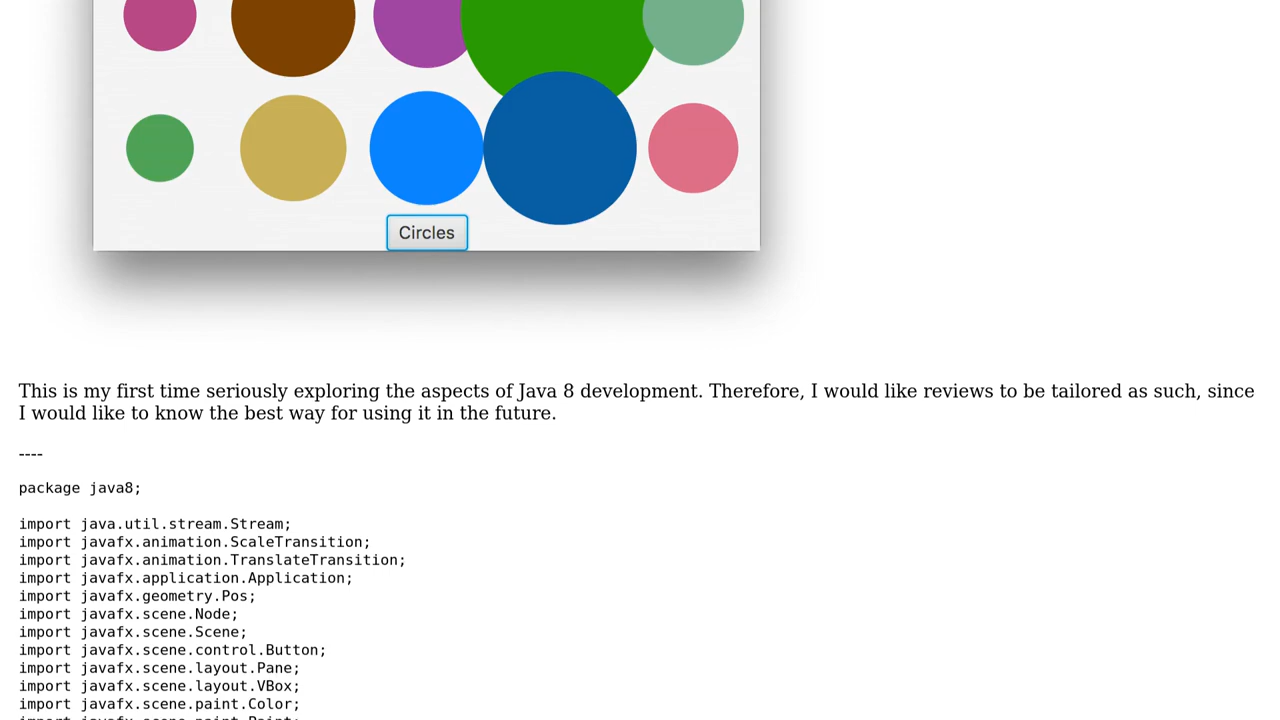 Circles
This is my first time seriously exploring the aspects of Java 8 development. Therefore, I would like reviews to be tailored as such, since
I would like to know the best way for using it in the future.
----
package java8;
import java.util.stream.Stream;
import javafx.animation.ScaleTransition;
import javafx.animation.TranslateTransition;
import javafx.application.Application;
import javafx.geometry.Pos;
import javafx.scene.Node;
import javafx.scene.Scene;
import javafx.scene.control.Button;
import javafx.scene.layout.Pane;
import javafx.scene.layout.VBox;
import javafx.scene.paint.Color;